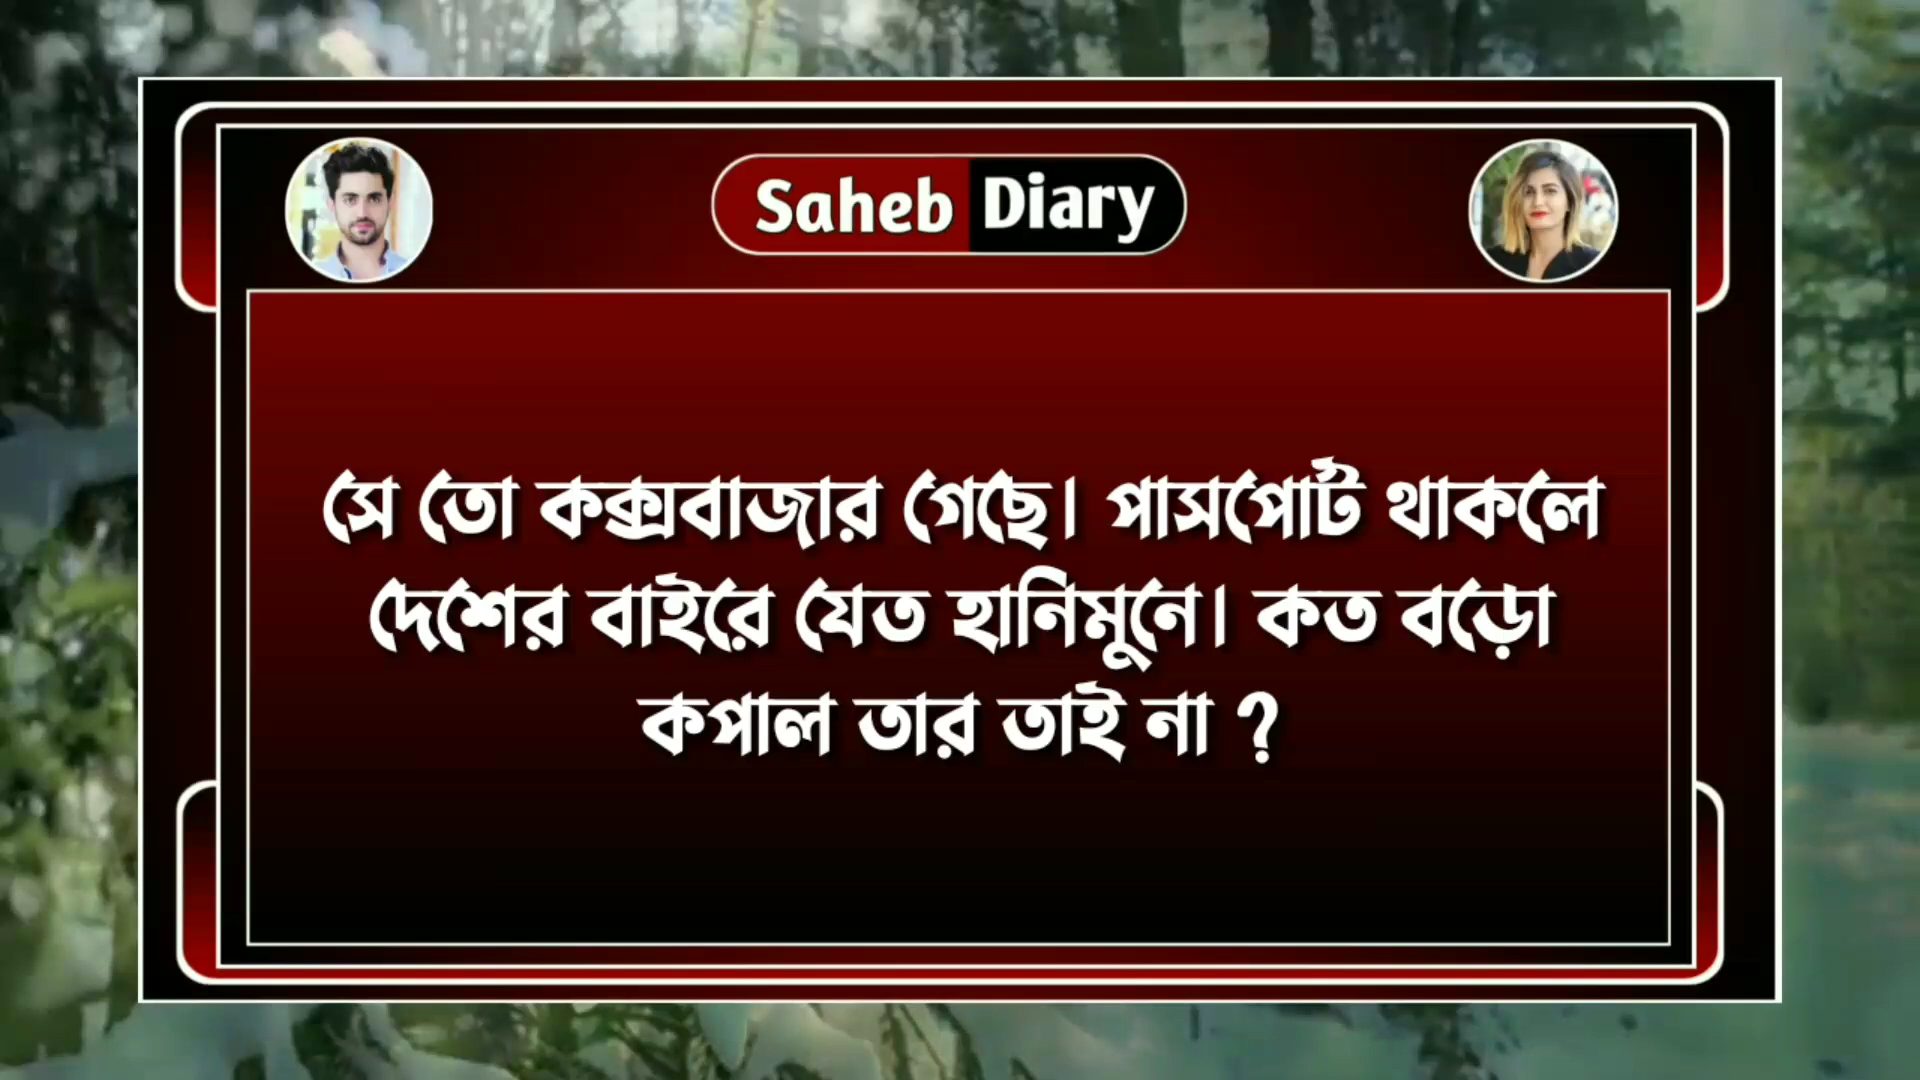 Saheb Diary
সে তো কক্সবাজার গেছে। পাসপোর্ট থাকলে
দেশের বাইরে যেত হানিমুনে। কত বড়ো
কপাল তার তাই না ?